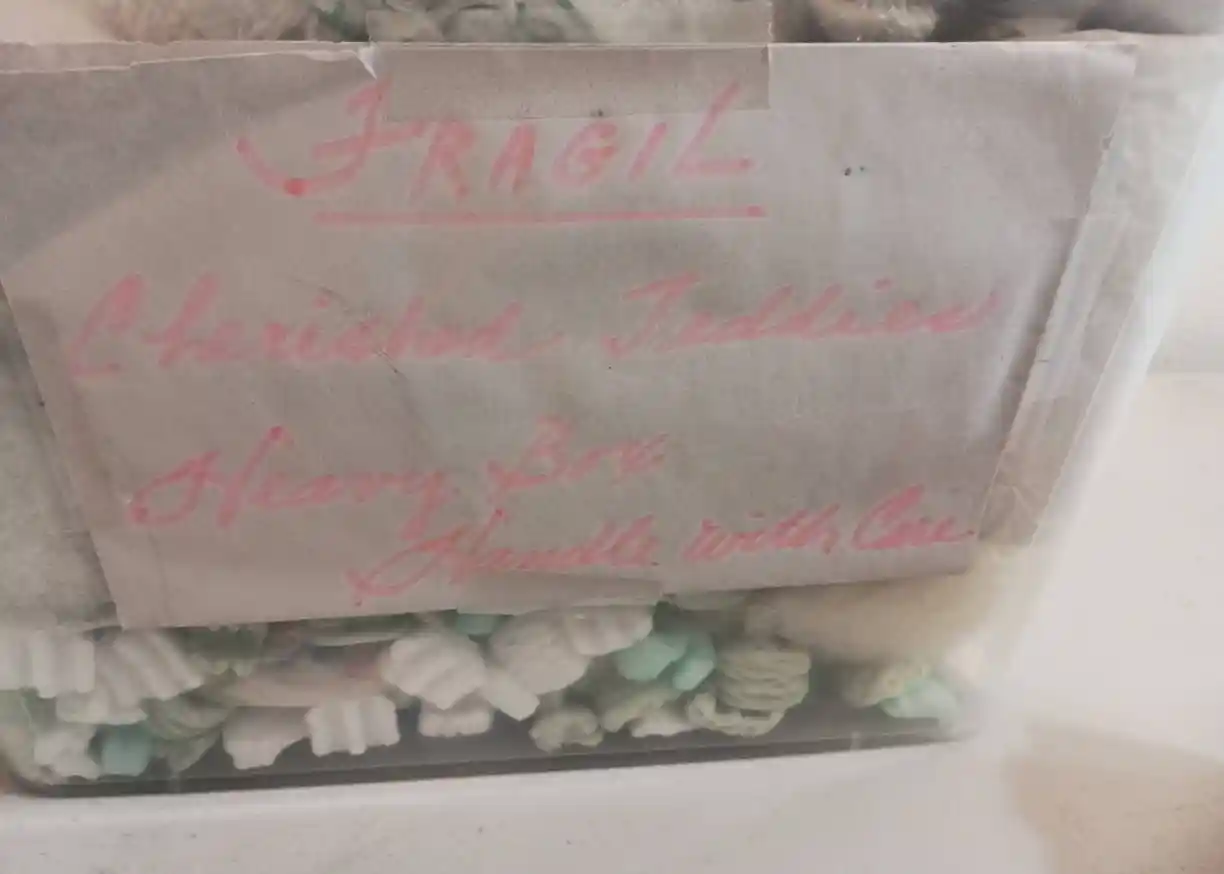 FRAGIL
Cherished Teddies
Heavy Box
Handle with Care